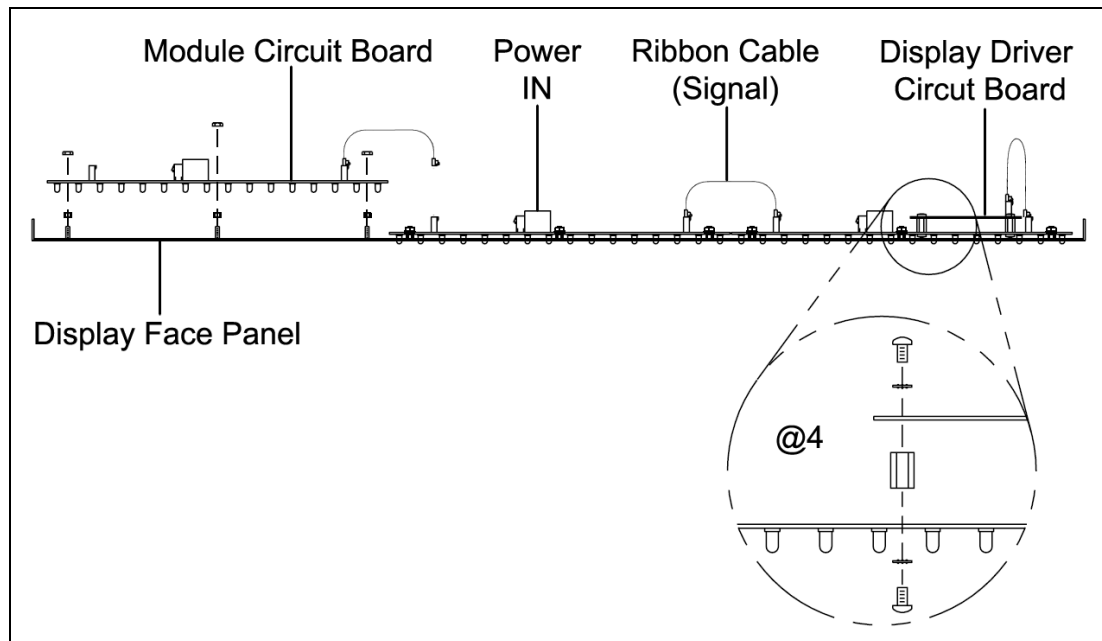 Module Circuit Board
Power
IN
Ribbon Cable
(Signal)
Display Driver
Circut Board
Display Face Panel
@4